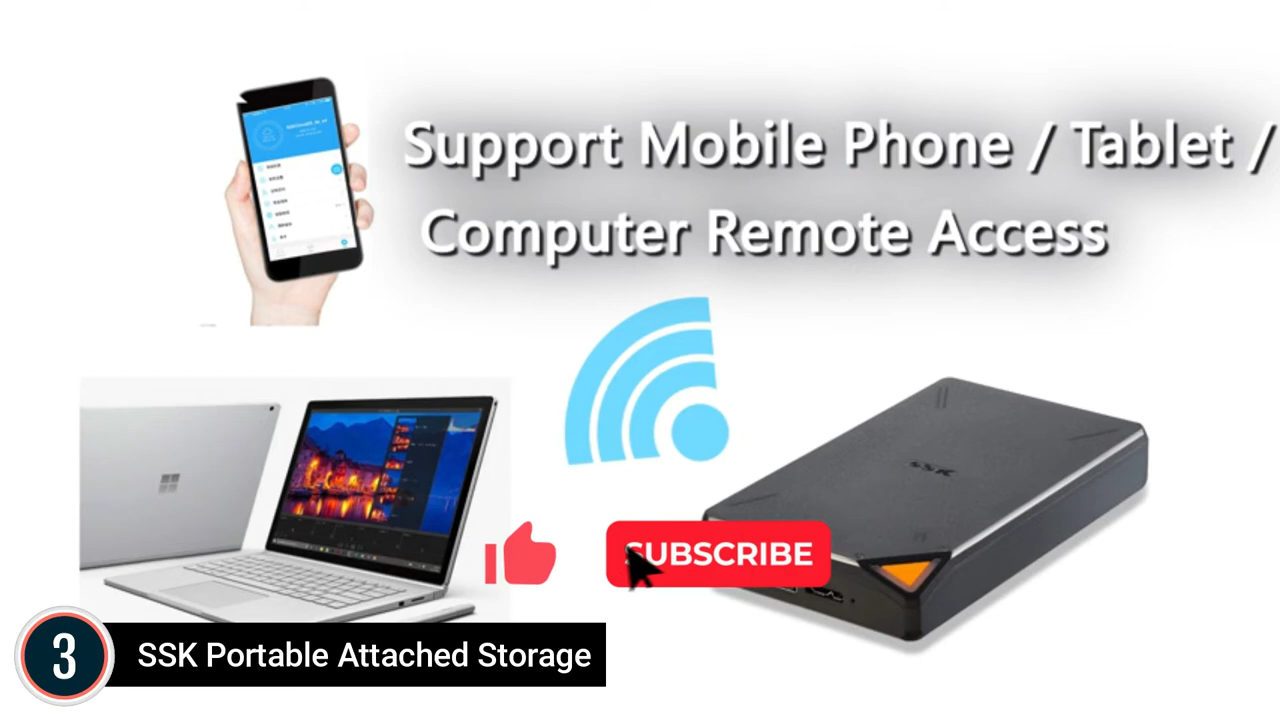 Support Mobile Phone / Tablet /
Computer Remote Access
SSK
SUBSCRIBE
3
SSK Portable Attached Storage